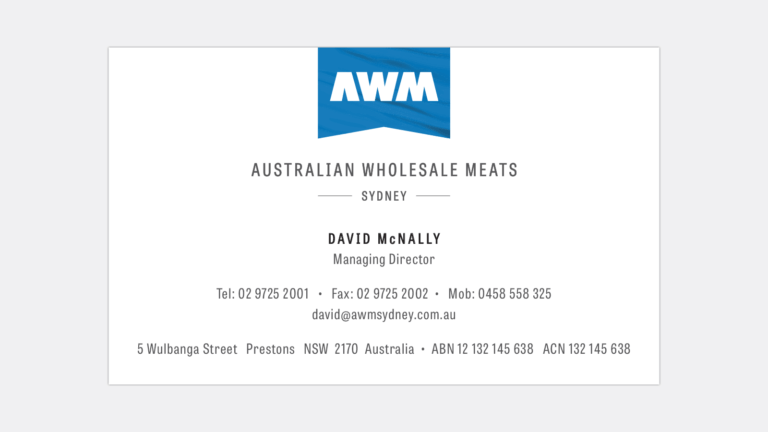 AWM
AUSTRALIAN WHOLESALE MEATS
SYDNEY
DAVID McNALLY
Managing Director
Tel: 02 9725 2001 • Fax: 02 9725 2002 • Mob: 0458 558 325
david@awmsydney.com.au
5 Wulbanga Street Prestons NSW 2170 Australia • ABN 12 132 145 638 ACN 132 145 638